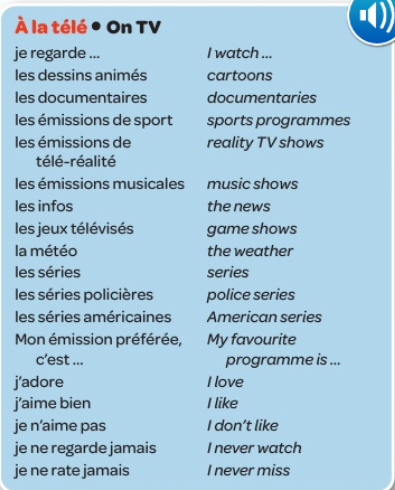 À la télé • On TV
je regarde ... I watch ...
les dessins animés cartoons
les documentaires documentaries
les émissions de sport sports programmes
les émissions de reality TV shows
télé-réalité
les émissions musicales music shows
les infos the news
les jeux télévisés game shows
la météo the weather
les séries series
les séries policières police series
les séries américaines American series
Mon émission préférée, My favourite
c'est ... programme is ...
j'adore I love
j'aime bien I like
je n'aime pas I don't like
je ne regarde jamais I never watch
je ne rate jamais I never miss